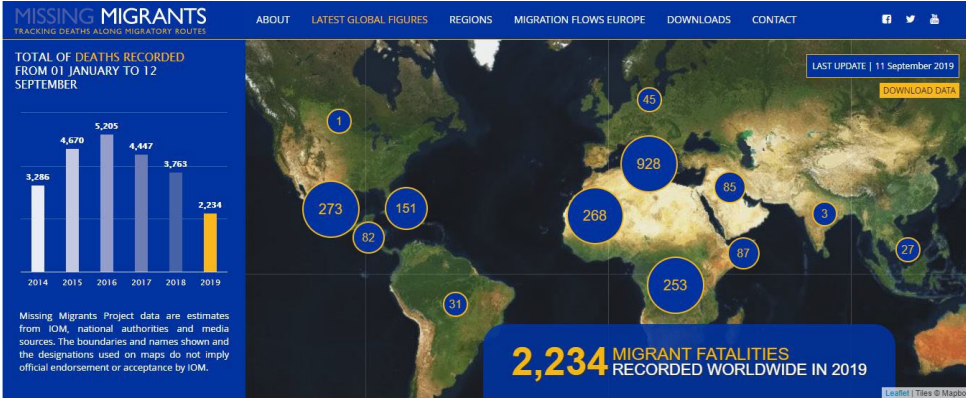 MISSING MIGRANTS
TRACKING DEATHS ALONG MIGRATORY ROUTES
ABOUT
LATEST GLOBAL FIGURES
REGIONS
MIGRATION FLOWS EUROPE
DOWNLOADS
CONTACT
TOTAL OF DEATHS RECORDED
FROM 01 JANUARY TO 12
SEPTEMBER
3,286
4,670
5,205
4,447
3,763
2,234
2014
2015
2016
2017
2018
2019
Missing Migrants Project data are estimates
from IOM, national authorities and media
sources. The boundaries and names shown and
the designations used on maps do not imply
official endorsement or acceptance by IOM.
LAST UPDATE | 11 September 2019
DOWNLOAD DATA
1
45
928
85
273
151
268
3
82
87
27
253
31
2,234 MIGRANT FATALITIES
RECORDED WORLDWIDE IN 2019
Leaflet | Tiles © Mapbo